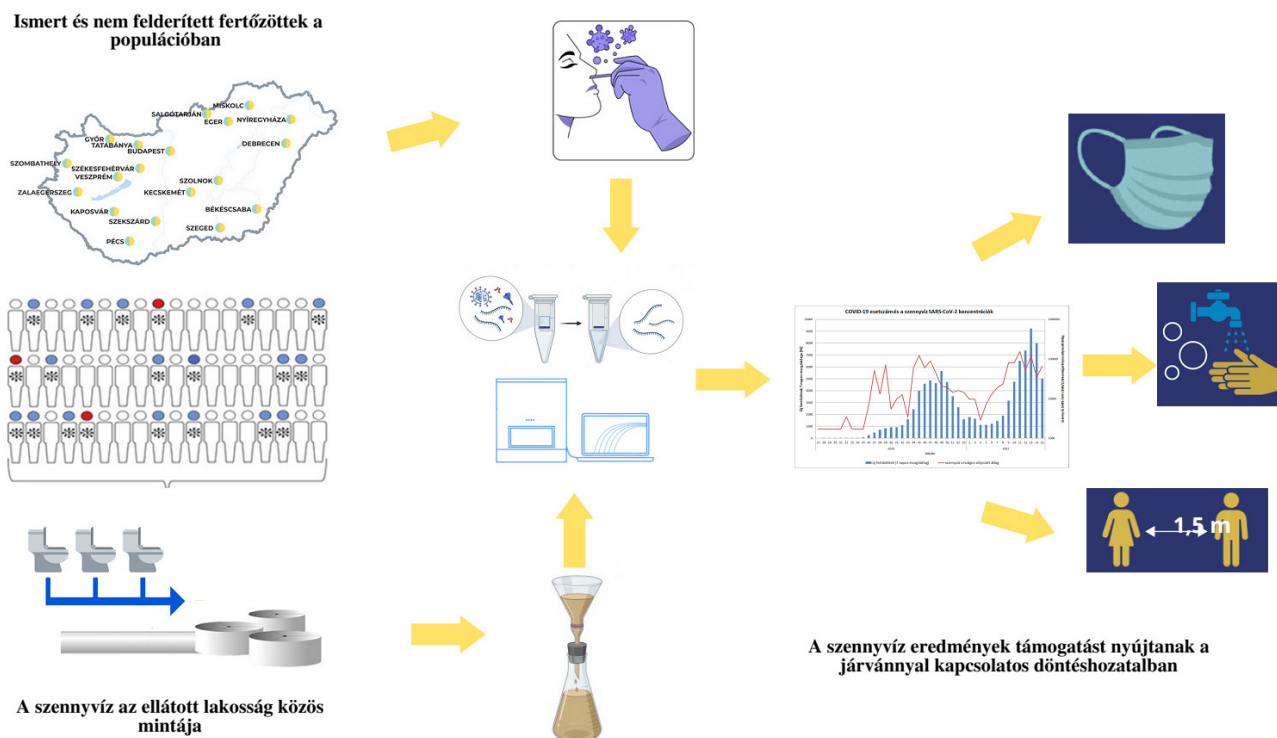 Ismert és nem felderített fertőzöttek a
populációban
MISKOLC
SALGÓTARJÁN
EGER
NYÍREGYHÁZA
GYŐR
TATABÁNYA
BUDAPEST
DEBRECEN
SZOMBATHELY
SZÉKESFEHÉRVÁR
VESZPRÉM
SZOLNOK
ZALAEGERSZEG
KECSKEMÉT
KAPOSVÁR
BÉKÉSCSABA
SZEKSZÁRD
SZEGED
PÉCS
COVID-19 esetszám és a szennyvíz SARS-CoV-2 koncentrációk
1,5 m
A szennyvíz eredmények támogatást nyújtanak a
járvánnyal kapcsolatos döntéshozatalban
A szennyvíz az ellátott lakosság közös
mintája